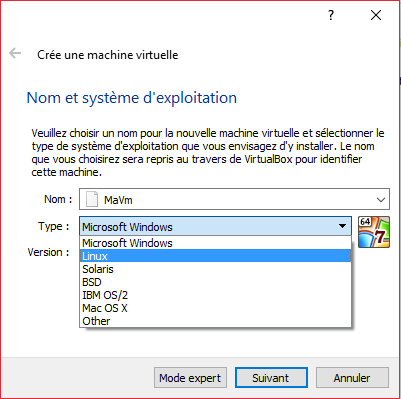 ?
Crée une machine virtuelle
Nom et système d'exploitation
Veuillez choisir un nom pour la nouvelle machine virtuelle et sélectionner le
type de système d'exploitation que vous envisagez d'y installer. Le nom
que vous choisirez sera repris au travers de VirtualBox pour identifier
cette machine.
Nom : MaVm
Type : Microsoft Windows
64
7
Microsoft Windows
Version :
Linux
Solaris
BSD
IBM OS/2
Mac OS X
Other
Mode expert Suivant Annuler